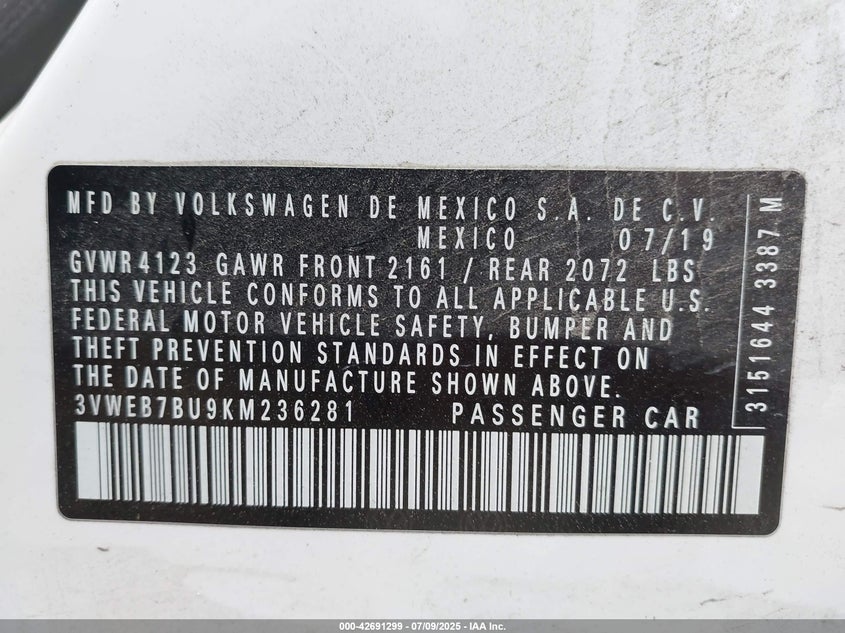 MFD BY VOLKSWAGEN DE MEXICO S.A. DE C.V.
MEXICO 07/19
GVWR 4123 GAWR FRONT 2161 / REAR 2072 LBS
THIS VEHICLE CONFORMS TO ALL APPLICABLE U.S.
FEDERAL MOTOR VEHICLE SAFETY, BUMPER AND
THEFT PREVENTION STANDARDS IN EFFECT ON
THE DATE OF MANUFACTURE SHOWN ABOVE.
3VWEB7BU9KM236281 PASSENGER CAR
3151644 3387 M
000-42691299 | 07/09/2025 - IAA Inc.